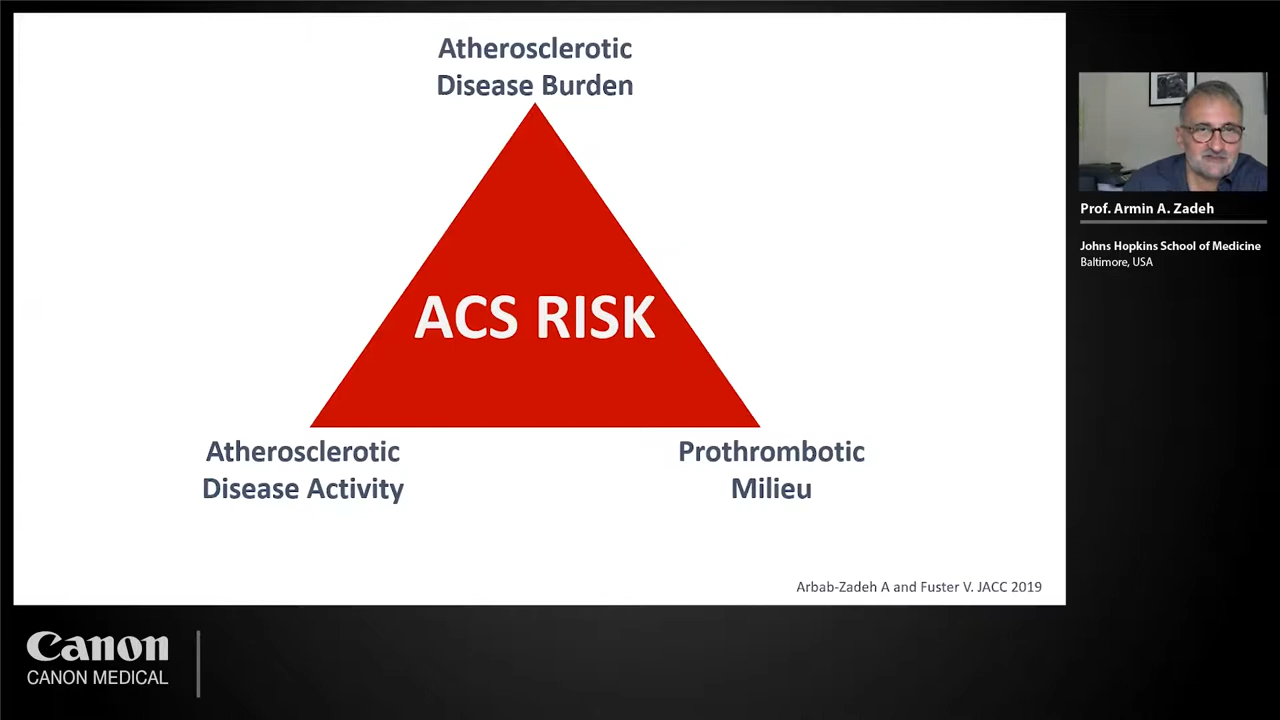 Atherosclerotic
Disease Burden
ACS RISK
Atherosclerotic
Disease Activity
Prothrombotic
Milieu
Arbab-Zadeh A and Fuster V. JACC 2019
Prof. Armin A. Zadeh
Johns Hopkins School of Medicine
Baltimore, USA
Canon
CANON MEDICAL